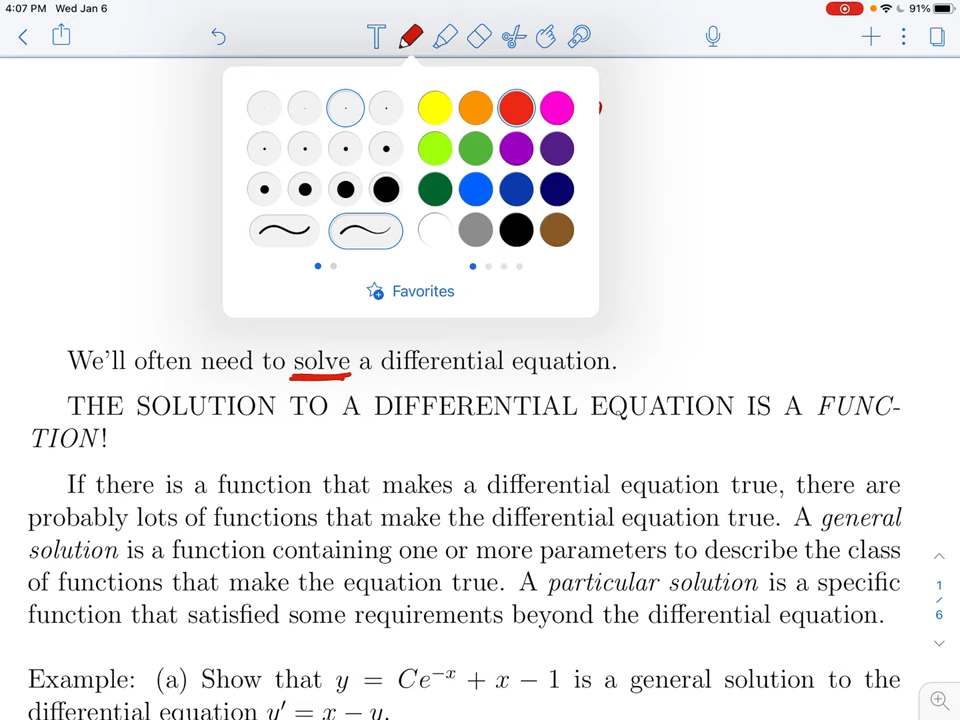 4:07 PM Wed Jan 6
91%
T
Favorites
We'll often need to solve a differential equation.
THE SOLUTION TO A DIFFERENTIAL EQUATION IS A FUNC-
TION!
If there is a function that makes a differential equation true, there are
probably lots of functions that make the differential equation true. A general
solution is a function containing one or more parameters to describe the class
of functions that make the equation true. A particular solution is a specific
function that satisfied some requirements beyond the differential equation.
1
/
6
Example: (a) Show that y = Ce⁻ˣ + x − 1 is a general solution to the
differential equation y′ = x − y.